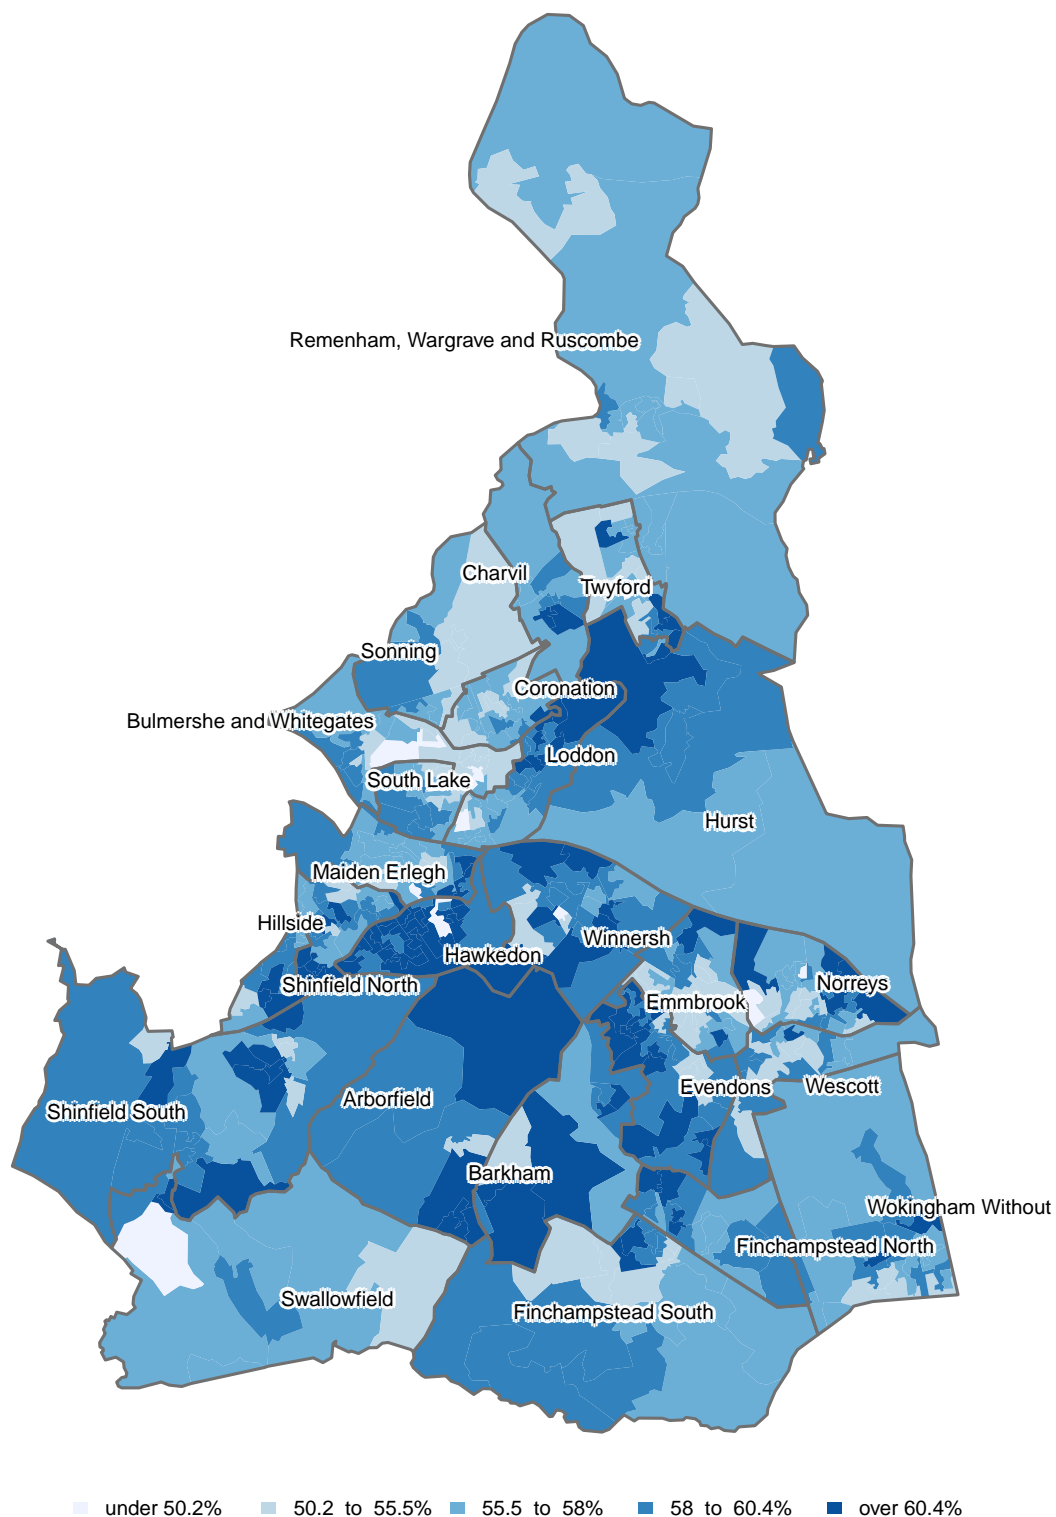 Remenham, Wargrave and Ruscombe
Charvil
Twyford
Sonning
Coronation
Bulmershe and Whitegates
Loddon
South Lake
Hurst
Maiden Erlegh
Hillside
Winnersh
Hawkedon
Shinfield North
Norreys
Emmbrook
Evendons
Wescott
Arborfield
Shinfield South
Barkham
Wokingham Without
Finchampstead North
Swallowfield
Finchampstead South
under 50.2% 50.2 to 55.5% 55.5 to 58% 58 to 60.4% over 60.4%